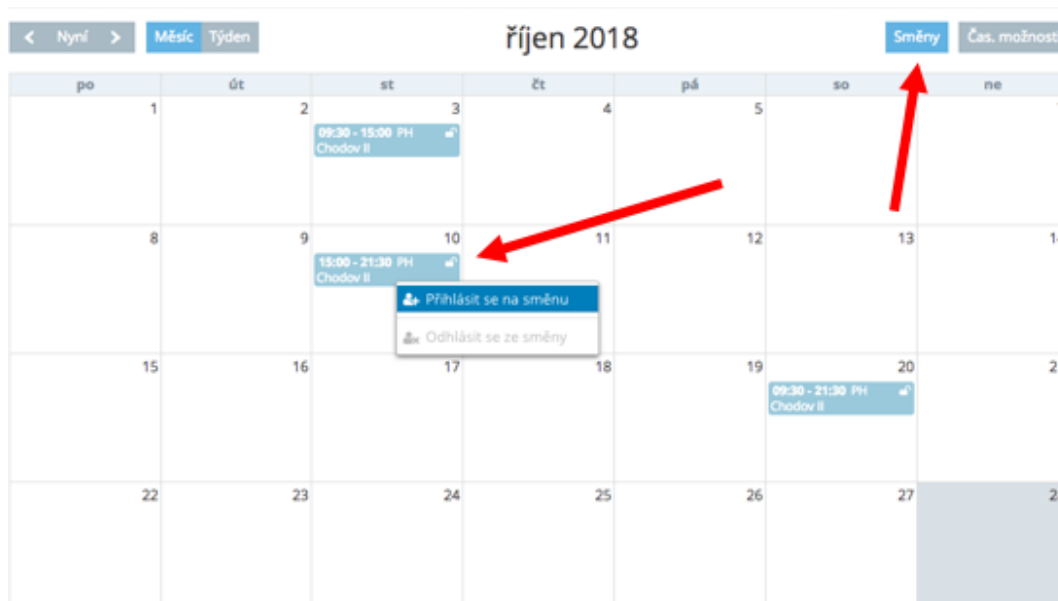 Nyní Měsíc Týden říjen 2018 Směny Čas. možnost
po út st čt pá so ne
1 2 3 4 5
09:30 - 15:00 PH
Chodov II
8 9 10 11 12 13
15:00 - 21:30 PH
Chodov II
Přihlásit se na směnu
Odhlásit se ze směny
15 16 17 18 19 20
09:30 - 21:30 PH
Chodov II
22 23 24 25 26 27